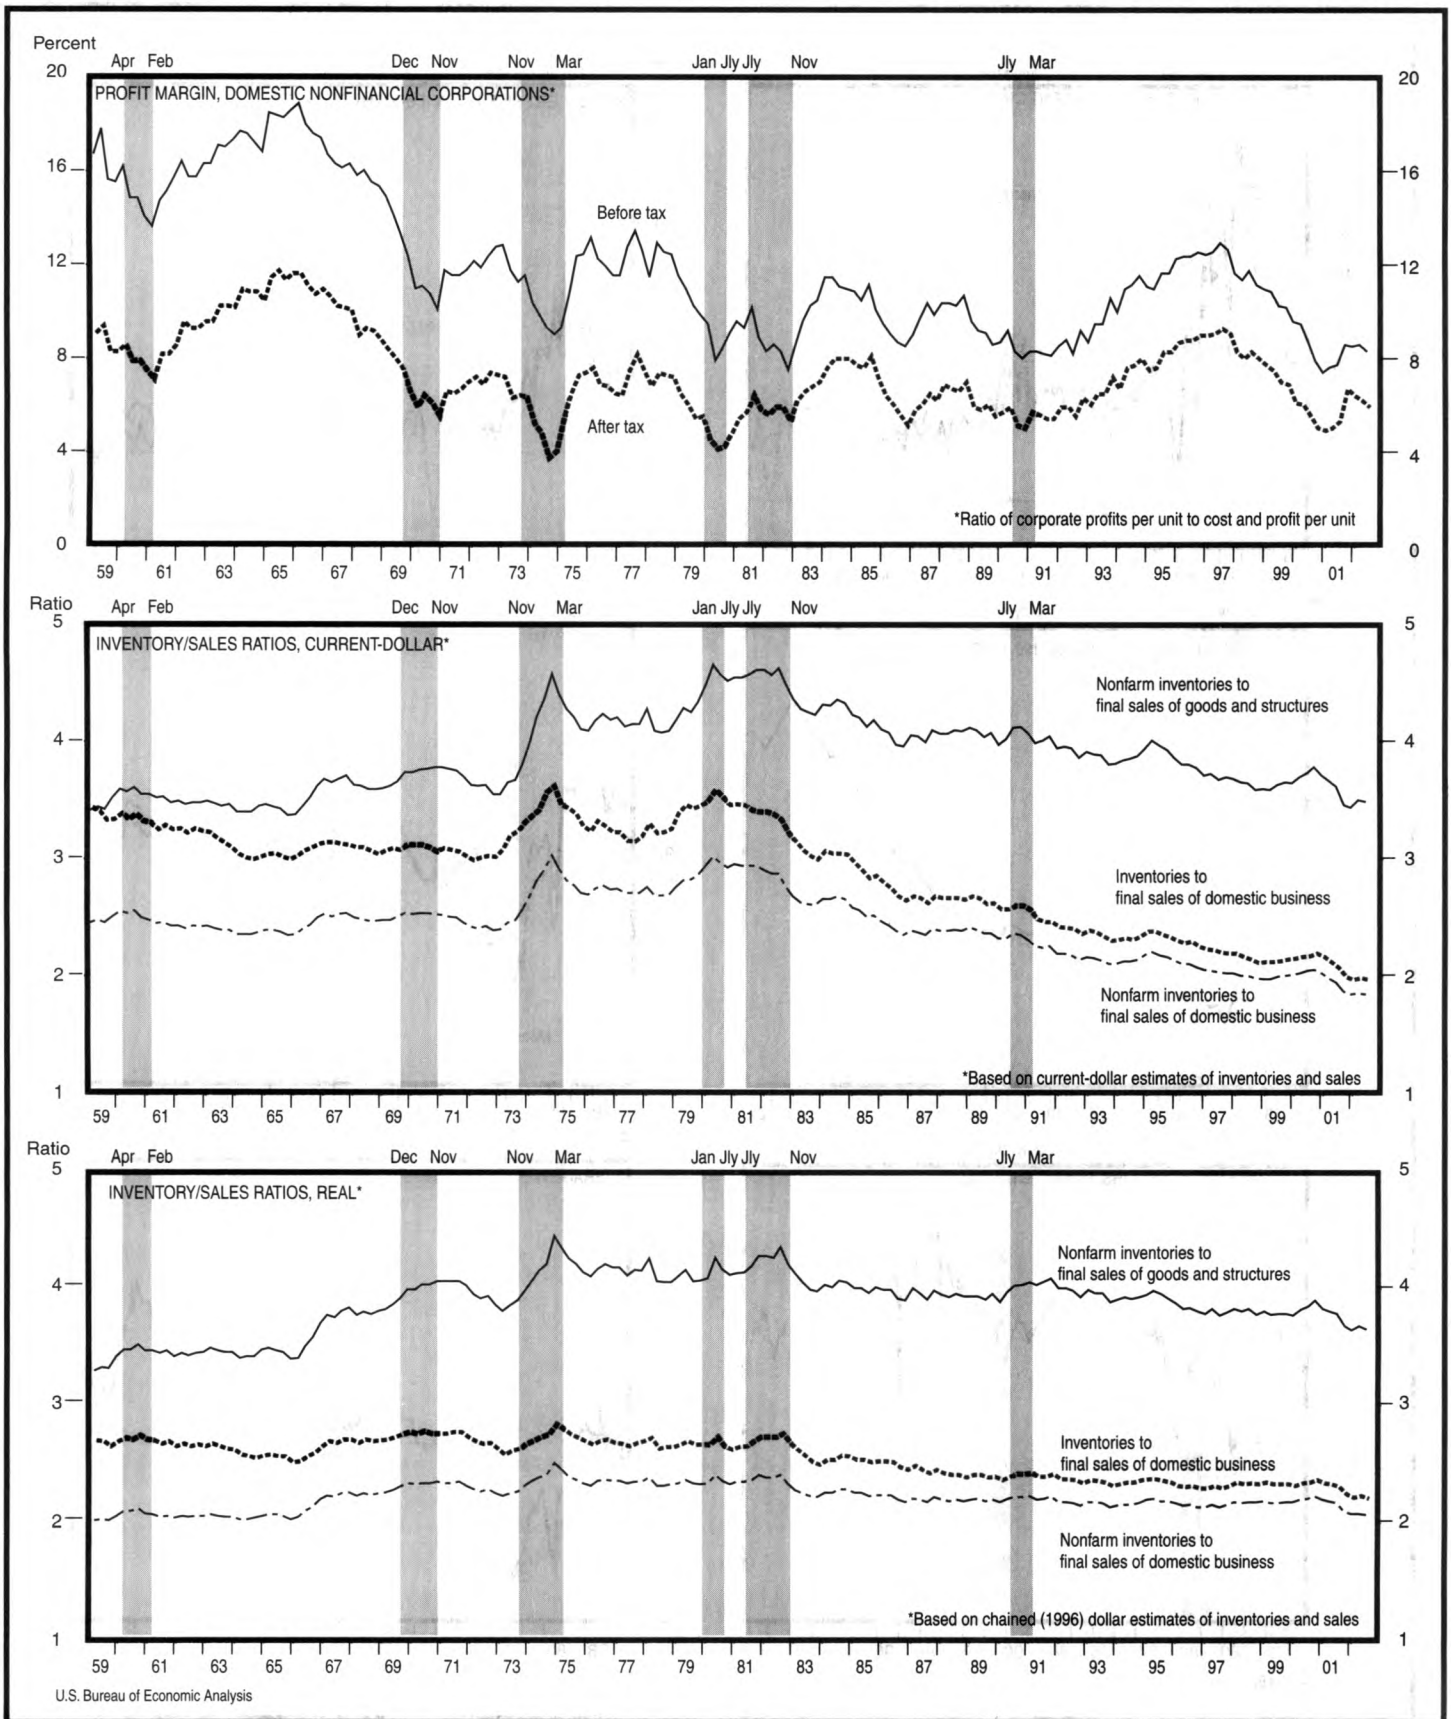 Percent
Apr Feb Dec Nov Nov Mar Jan Jly Jly Nov Jly Mar
20 20
PROFIT MARGIN, DOMESTIC NONFINANCIAL CORPORATIONS*
16 16
Before tax
12 12
8 8
After tax
4 4
*Ratio of corporate profits per unit to cost and profit per unit
0 0
59 61 63 65 67 69 71 73 75 77 79 81 83 85 87 89 91 93 95 97 99 01
Ratio
Apr Feb Dec Nov Nov Mar Jan Jly Jly Nov Jly Mar
5 5
INVENTORY/SALES RATIOS, CURRENT-DOLLAR*
Nonfarm inventories to
final sales of goods and structures
4 4
3 3
Inventories to
final sales of domestic business
2 2
Nonfarm inventories to
final sales of domestic business
*Based on current-dollar estimates of inventories and sales
1 1
59 61 63 65 67 69 71 73 75 77 79 81 83 85 87 89 91 93 95 97 99 01
Ratio
Apr Feb Dec Nov Nov Mar Jan Jly Jly Nov Jly Mar
5 5
INVENTORY/SALES RATIOS, REAL*
Nonfarm inventories to
final sales of goods and structures
4 4
3 3
Inventories to
final sales of domestic business
2 2
Nonfarm inventories to
final sales of domestic business
*Based on chained (1996) dollar estimates of inventories and sales
1 1
59 61 63 65 67 69 71 73 75 77 79 81 83 85 87 89 91 93 95 97 99 01
U.S. Bureau of Economic Analysis